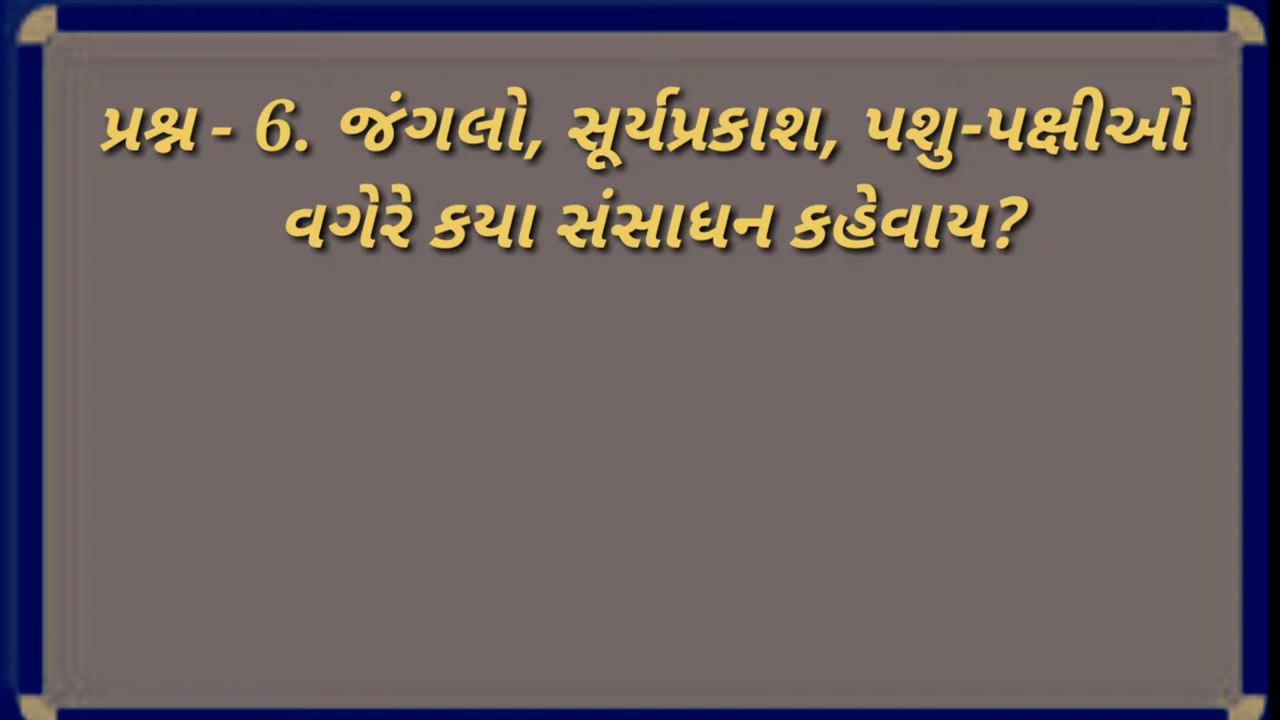 પ્રશ્ન - 6. જંગલો, સૂર્યપ્રકાશ, પશુ-પક્ષીઓ
વગેરે કયા સંસાધન કહેવાય?